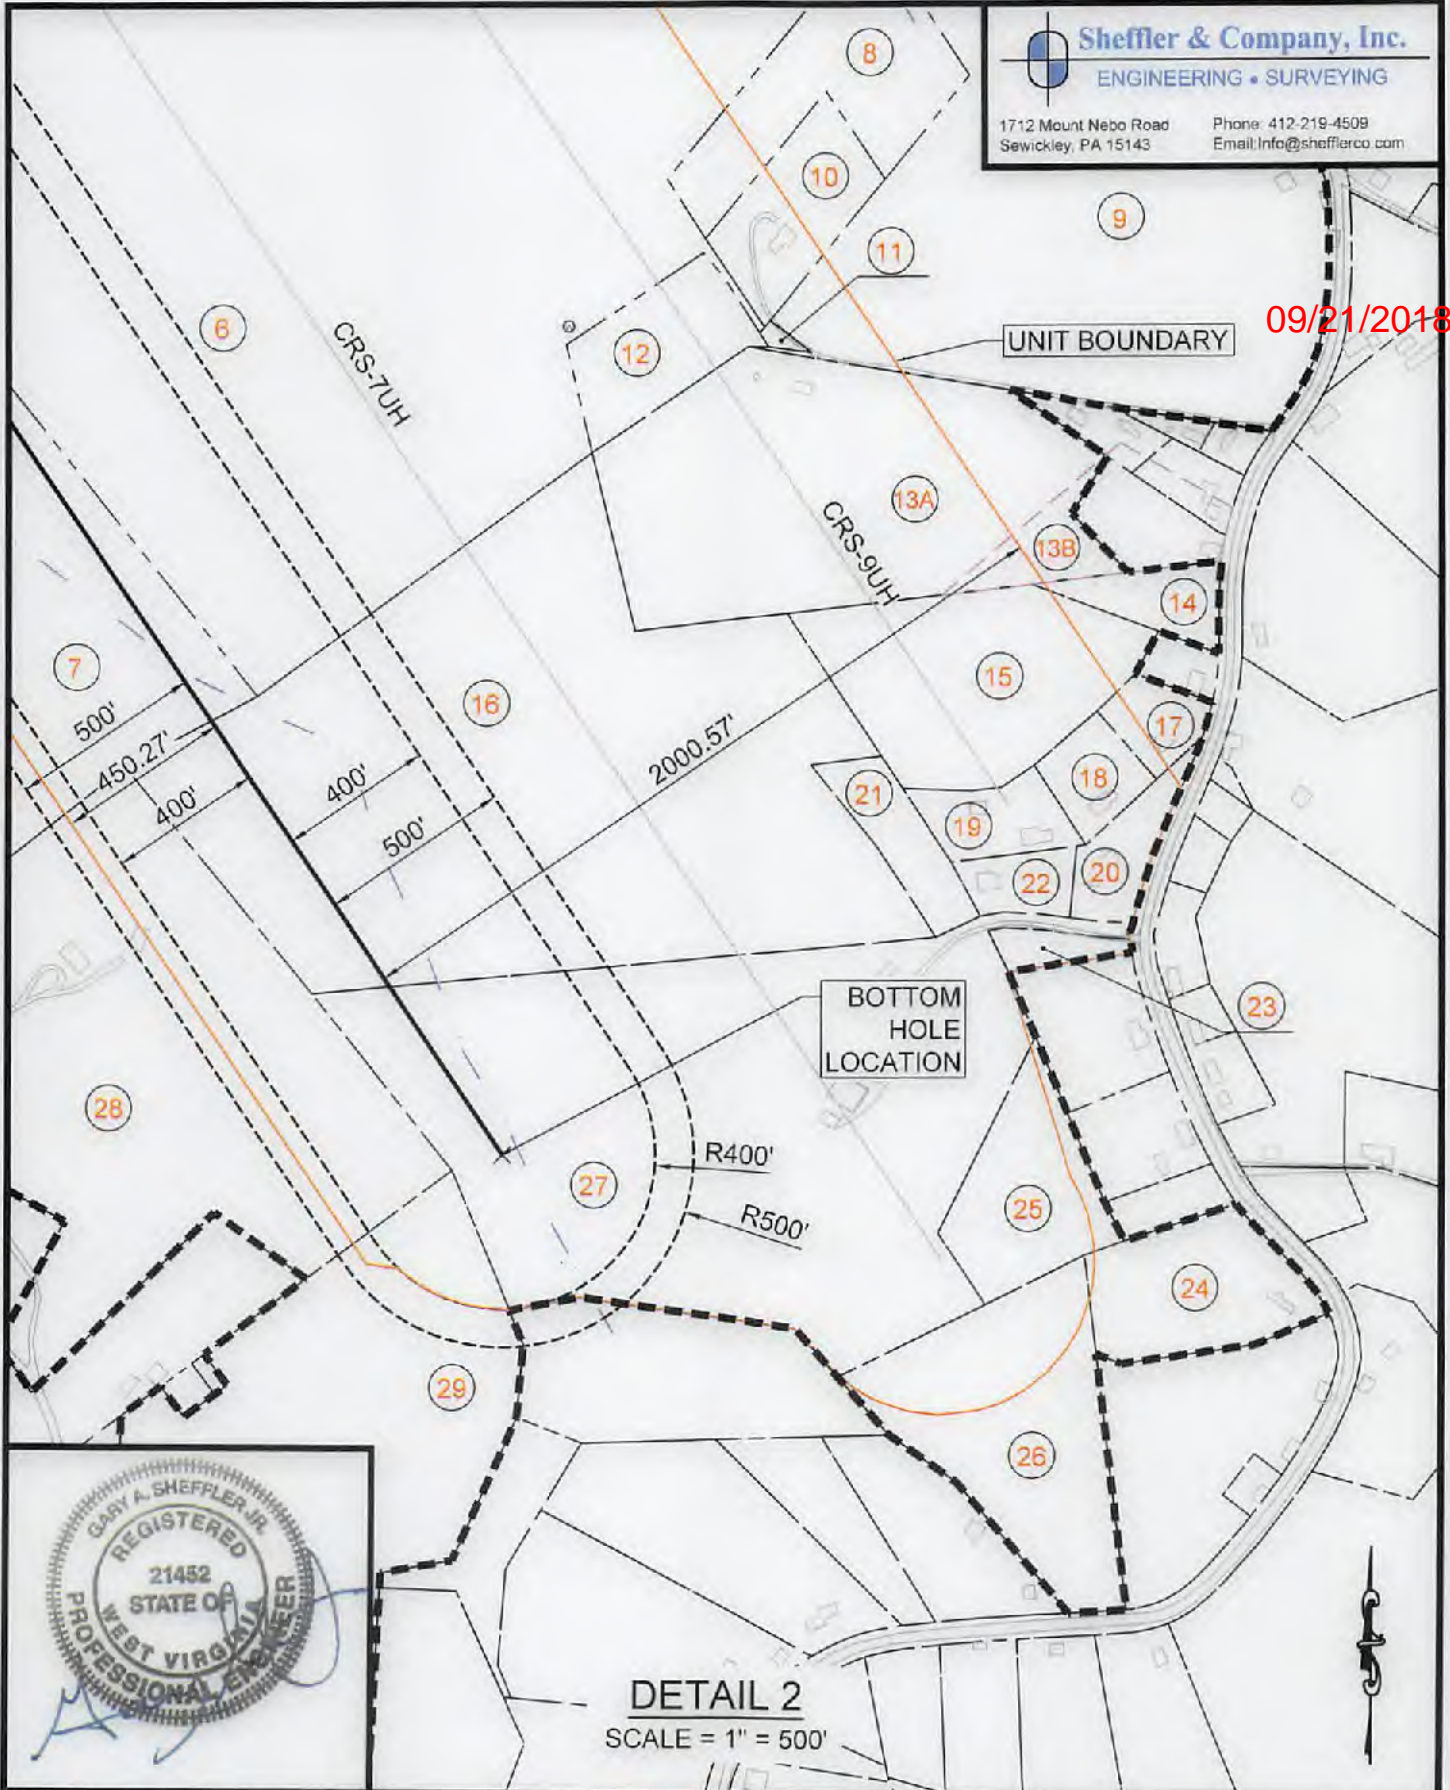 Sheffler & Company, Inc.
ENGINEERING • SURVEYING
1712 Mount Nebo Road
Sewickley, PA 15143
Phone: 412-219-4509
Email:Info@shefflerco.com
8
10
9
11
09/21/2018
6
CRS-7UH
12
UNIT BOUNDARY
13A
CRS-9UH
13B
14
7
15
16
500'
450.27'
400'
400'
500'
2000.57'
17
18
21
19
22
20
BOTTOM
HOLE
LOCATION
23
28
R400'
27
R500'
25
24
29
26
GARY A. SHEFFLER JR.
REGISTERED
21452
STATE OF
WEST VIRGINIA
PROFESSIONAL ENGINEER
DETAIL 2
SCALE = 1" = 500'